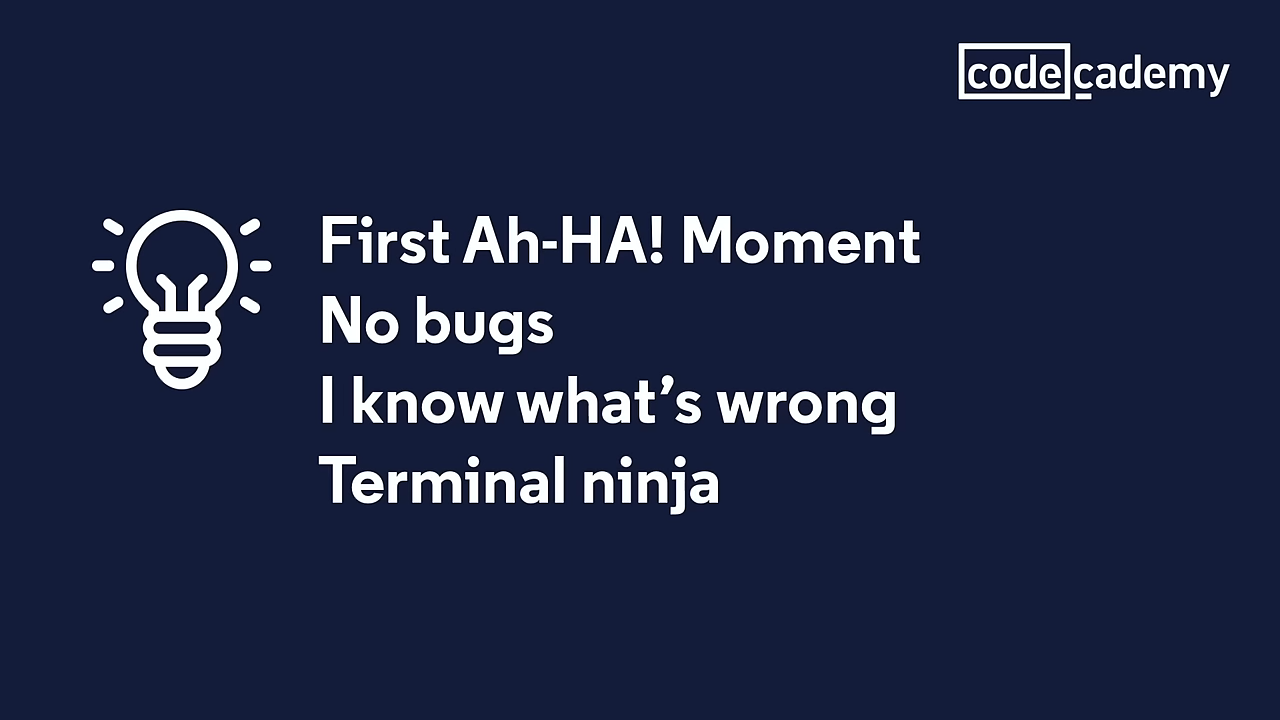 codecademy
First Ah-HA! Moment
No bugs
I know what’s wrong
Terminal ninja